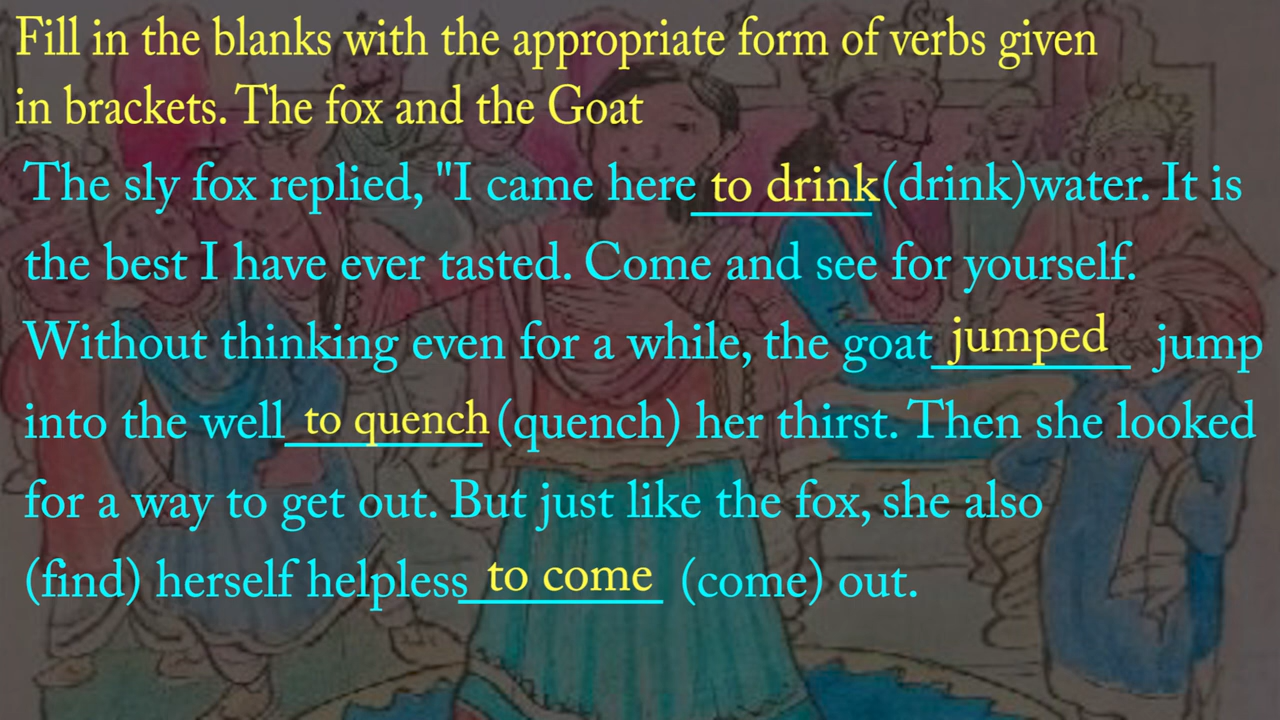 Fill in the blanks with the appropriate form of verbs given
in brackets. The fox and the Goat
The sly fox replied, "I came here to drink (drink)water. It is
the best I have ever tasted. Come and see for yourself.
Without thinking even for a while, the goat jumped jump
into the well to quench (quench) her thirst. Then she looked
for a way to get out. But just like the fox, she also
(find) herself helpless to come (come) out.